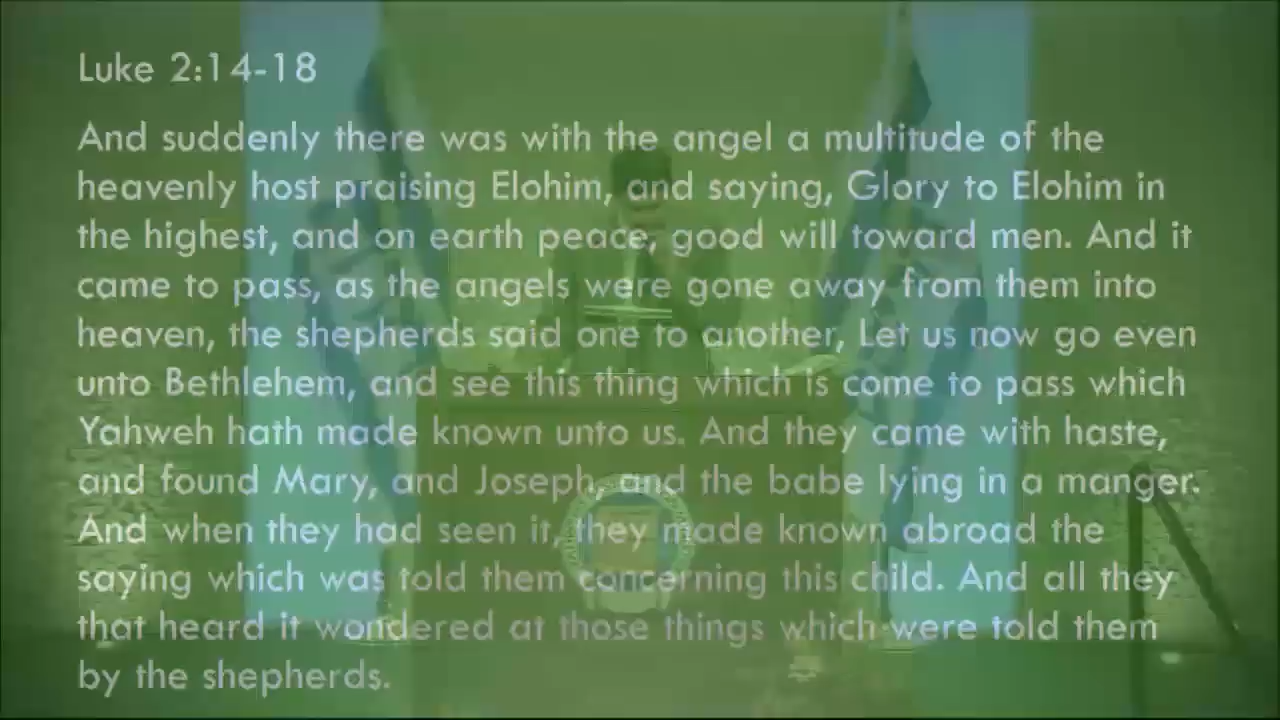 Luke 2:14-18
And suddenly there was with the angel a multitude of the
heavenly host praising Elohim, and saying, Glory to Elohim in
the highest, and on earth peace, good will toward men. And it
came to pass, as the angels were gone away from them into
heaven, the shepherds said one to another, Let us now go even
unto Bethlehem, and see this thing which is come to pass which
Yahweh hath made known unto us. And they came with haste,
and found Mary, and Joseph, and the babe lying in a manger.
And when they had seen it, they made known abroad the
saying which was told them concerning this child. And all they
that heard it wondered at those things which were told them
by the shepherds.